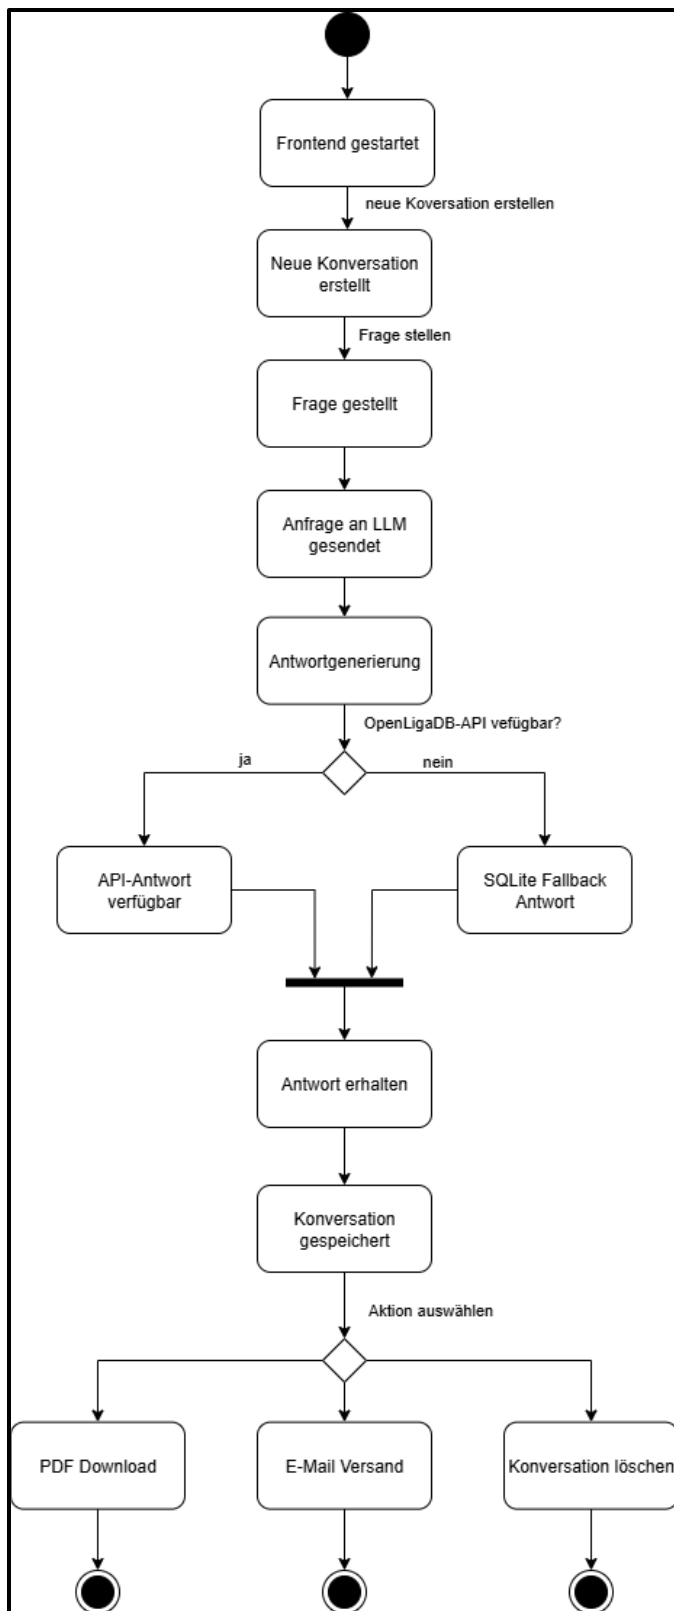 Frontend gestartet
neue Koversation erstellen
Neue Konversation
erstellt
Frage stellen
Frage gestellt
Anfrage an LLM
gesendet
Antwortgenerierung
OpenLigaDB-API vefügbar?
ja
nein
API-Antwort
verfügbar
SQLite Fallback
Antwort
Antwort erhalten
Konversation
gespeichert
Aktion auswählen
PDF Download
E-Mail Versand
Konversation löschen